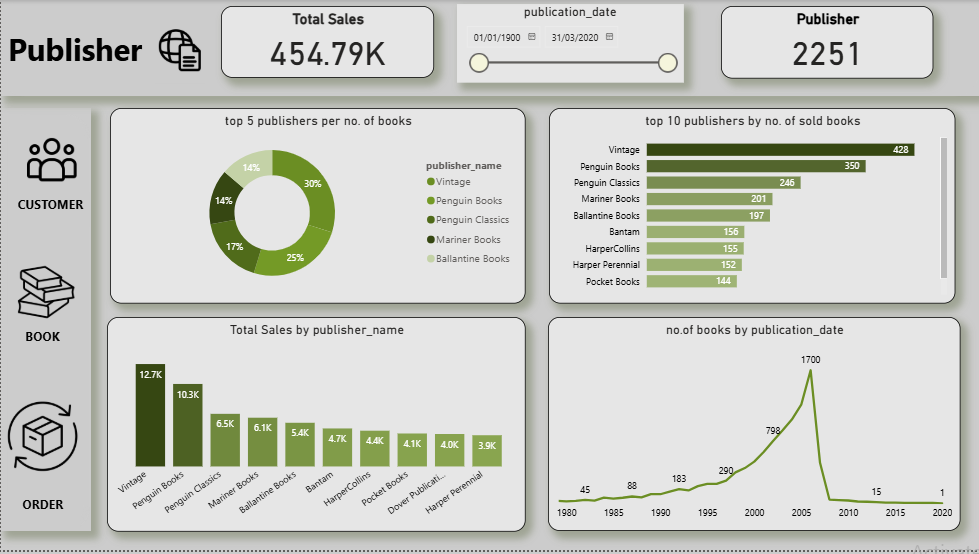 Publisher
Total Sales
454.79K
publication_date
01/01/1900 31/03/2020
Publisher
2251
CUSTOMER
BOOK
ORDER
top 5 publishers per no. of books
30%
25%
17%
14%
14%
publisher_name
Vintage
Penguin Books
Penguin Classics
Mariner Books
Ballantine Books
top 10 publishers by no. of sold books
Vintage 428
Penguin Books 350
Penguin Classics 246
Mariner Books 201
Ballantine Books 197
Bantam 156
HarperCollins 155
Harper Perennial 152
Pocket Books 144
Total Sales by publisher_name
12.7K 10.3K 6.5K 6.1K 5.4K 4.7K 4.4K 4.1K 4.0K 3.9K
Vintage Penguin Books Penguin Classics Mariner Books Ballantine Books Bantam HarperCollins Pocket Books Dover Publicati... Harper Perennial
no.of books by publication_date
45 88 183 290 798 1700 15 1
1980 1985 1990 1995 2000 2005 2010 2015 2020